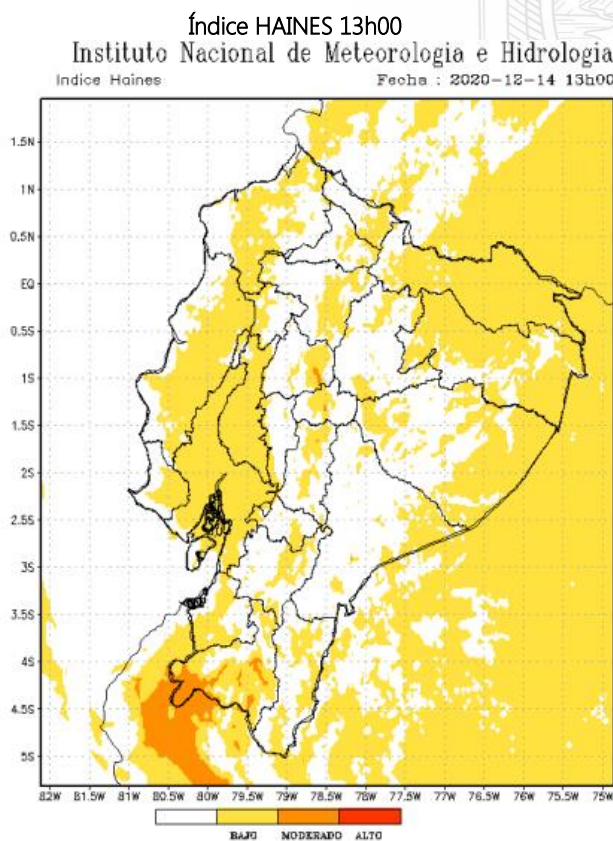 Índice HAINES 13h00
Instituto Nacional de Meteorologia e Hidrologia
Indice Haines
Fecha : 2020-12-14 13h00
1.5N
1N
0.5N
EQ
0.5S
1S
1.5S
2S
2.5S
3S
3.5S
4S
4.5S
5S
82W 81.5W 81W 80.5W 80W 79.5W 79W 78.5W 78W 77.5W 77W 76.5W 76W 75.5W 75W
BAJO MODERADO ALTO